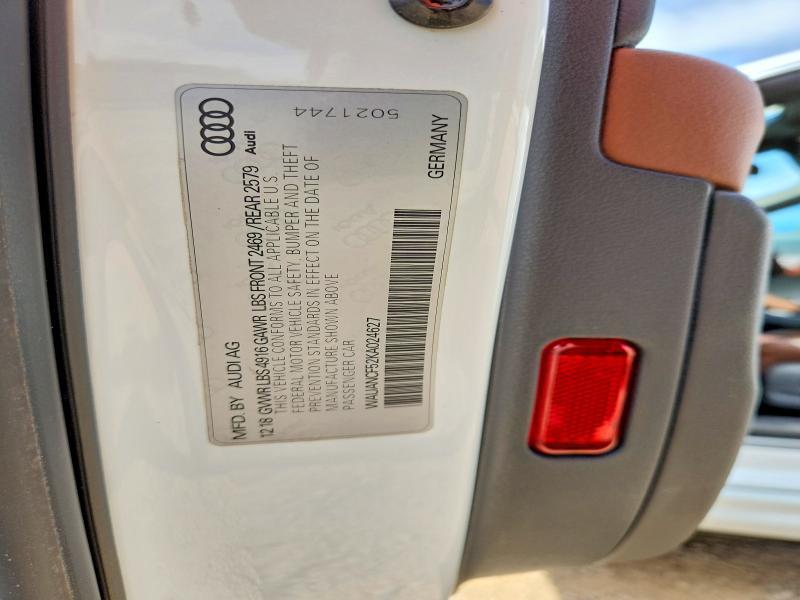 MFD. BY AUDI AG
Audi
12.18 GVWR LBS 4916 GAWR LBS FRONT 2469 / REAR 2579
THIS VEHICLE CONFORMS TO ALL APPLICABLE U S
FEDERAL MOTOR VEHICLE SAFETY, BUMPER AND THEFT
PREVENTION STANDARDS IN EFFECT ON THE DATE OF
MANUFACTURE SHOWN ABOVE
PASSENGER CAR
WAUANCF52KA024627
GERMANY
5021744